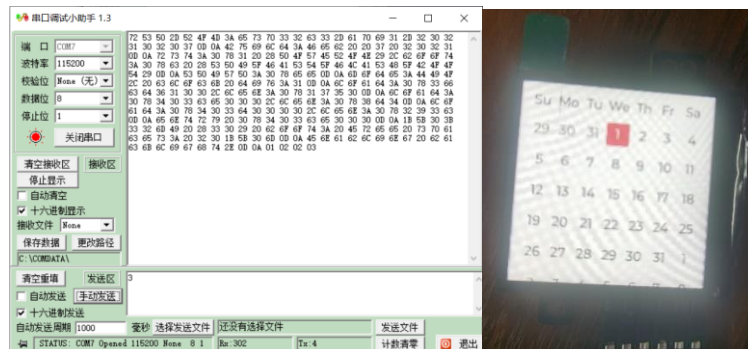 串口调试小助手 1.3
端 口 COM7
波特率 115200
校验位 None (无)
数据位 8
停止位 1
关闭串口
清空接收区 接收区
停止显示
自动清空
十六进制显示
接收文件 None
保存数据 更改路径
C:\COMDATA\
72 53 50 2D 52 4F 4D 3A 65 73 70 33 32 63 33 2D 61 70 69 31 2D 32 30 32
31 30 32 30 37 0D 0A 42 75 69 6C 64 3A 46 65 62 20 20 37 20 32 30 32 31
0D 0A 72 73 74 3A 30 78 31 20 28 50 4F 57 45 52 4F 4E 29 2C 62 6F 6F 74
3A 30 78 63 20 28 53 50 49 5F 46 41 53 54 5F 46 4C 41 53 48 5F 42 4F 4F
54 29 0D 0A 53 50 49 57 50 3A 30 78 65 65 0D 0A 6D 6F 64 65 3A 44 49 4F
2C 20 63 6C 6F 63 6B 20 64 69 76 3A 31 0D 0A 6C 6F 61 64 3A 30 78 33 66
63 64 36 31 30 30 2C 6C 65 6E 3A 30 78 31 37 35 30 0D 0A 6C 6F 61 64 3A
30 78 34 30 33 63 65 30 30 30 2C 6C 65 6E 3A 30 78 38 64 34 0D 0A 6C 6F
61 64 3A 30 78 34 30 33 64 30 30 30 30 2C 6C 65 6E 3A 30 78 32 39 33 63
0D 0A 65 6E 74 72 79 20 30 78 34 30 33 63 65 30 30 30 0D 0A 1B 5B 30 3B
33 32 6D 49 20 28 33 30 29 20 62 6F 6F 74 3A 20 45 72 65 65 20 73 70 61
63 65 73 3A 20 32 30 1B 5B 30 6D 0D 0A 45 6E 61 62 6C 69 6E 67 20 62 61
63 6B 6C 69 67 68 74 2E 0D 0A 01 02 02 03
清空重填 发送区
自动发送 手动发送
十六进制发送
3
自动发送周期 1000 毫秒 选择发送文件 还没有选择文件 发送文件
STATUS: COM7 Opened 115200 None 8 1 Rx:302 Tx:4 计数清零 退出
Su Mo Tu We Th Fr Sa
29 30 31 1 2 3 4
5 6 7 8 9 10 11
12 13 14 15 16 17 18
19 20 21 22 23 24 25
26 27 28 29 30 31 1